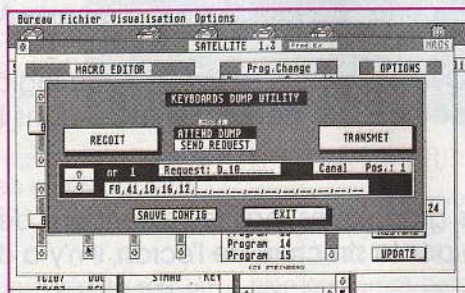 Bureau Fichier Visualisation Options
SATELLITE 1.3
MROS
MACRO EDITOR
Prog.Change
OPTIONS
KEYBOARDS DUMP UTILITY
RECOIT
ATTEND DUMP
SEND REQUEST
TRANSMET
or 1
Request: D_10
Canal Pos.: 1
F0,41,10,16,12,
SAUVE CONFIG
EXIT
24
Program 14
Program 15
UPDATE